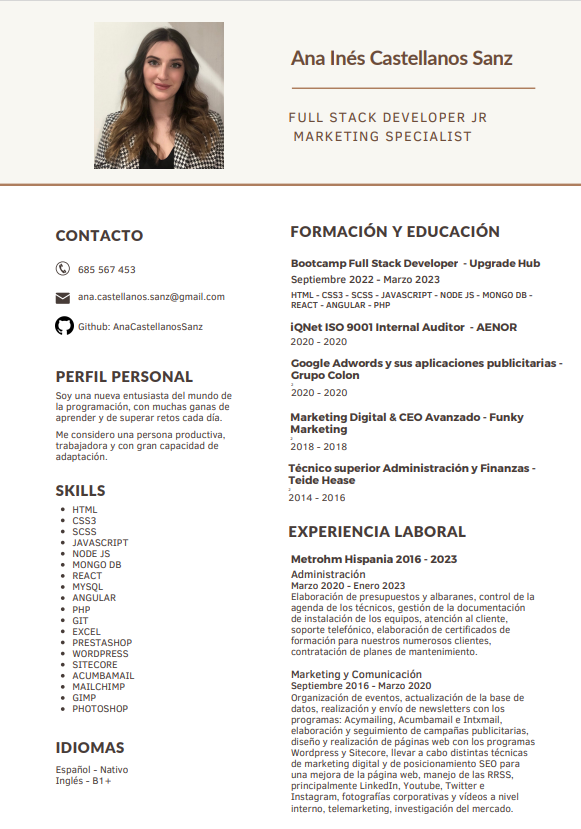 Ana Inés Castellanos Sanz
FULL STACK DEVELOPER JR
MARKETING SPECIALIST
CONTACTO
685 567 453
ana.castellanos.sanz@gmail.com
Github: AnaCastellanosSanz
PERFIL PERSONAL
Soy una nueva entusiasta del mundo de
la programación, con muchas ganas de
aprender y de superar retos cada día.
Me considero una persona productiva,
trabajadora y con gran capacidad de
adaptación.
SKILLS
HTML
CSS3
SCSS
JAVASCRIPT
NODE JS
MONGO DB
REACT
MYSQL
ANGULAR
PHP
GIT
EXCEL
PRESTASHOP
WORDPRESS
SITECORE
ACUMBAMAIL
MAILCHIMP
GIMP
PHOTOSHOP
IDIOMAS
Español - Nativo
Inglés - B1+
FORMACIÓN Y EDUCACIÓN
Bootcamp Full Stack Developer - Upgrade Hub
Septiembre 2022 - Marzo 2023
HTML - CSS3 - SCSS - JAVASCRIPT - NODE JS - MONGO DB -
REACT - ANGULAR - PHP
iQNet ISO 9001 Internal Auditor - AENOR
2020 - 2020
Google Adwords y sus aplicaciones publicitarias -
Grupo Colon
2020 - 2020
Marketing Digital & CEO Avanzado - Funky
Marketing
2018 - 2018
Técnico superior Administración y Finanzas -
Teide Hease
2014 - 2016
EXPERIENCIA LABORAL
Metrohm Hispania 2016 - 2023
Administración
Marzo 2020 - Enero 2023
Elaboración de presupuestos y albaranes, control de la
agenda de los técnicos, gestión de la documentación
de instalación de los equipos, atención al cliente,
soporte telefónico, elaboración de certificados de
formación para nuestros numerosos clientes,
contratación de planes de mantenimiento.
Marketing y Comunicación
Septiembre 2016 - Marzo 2020
Organización de eventos, actualización de la base de
datos, realización y envío de newsletters con los
programas: Acymailing, Acumbamail e Intxmail,
elaboración y seguimiento de campañas publicitarias,
diseño y realización de páginas web con los programas
Wordpress y Sitecore, llevar a cabo distintas técnicas
de marketing digital y de posicionamiento SEO para
una mejora de la página web, manejo de las RRSS,
principalmente LinkedIn, Youtube, Twitter e
Instagram, fotografías corporativas y vídeos a nivel
interno, telemarketing, investigación del mercado.